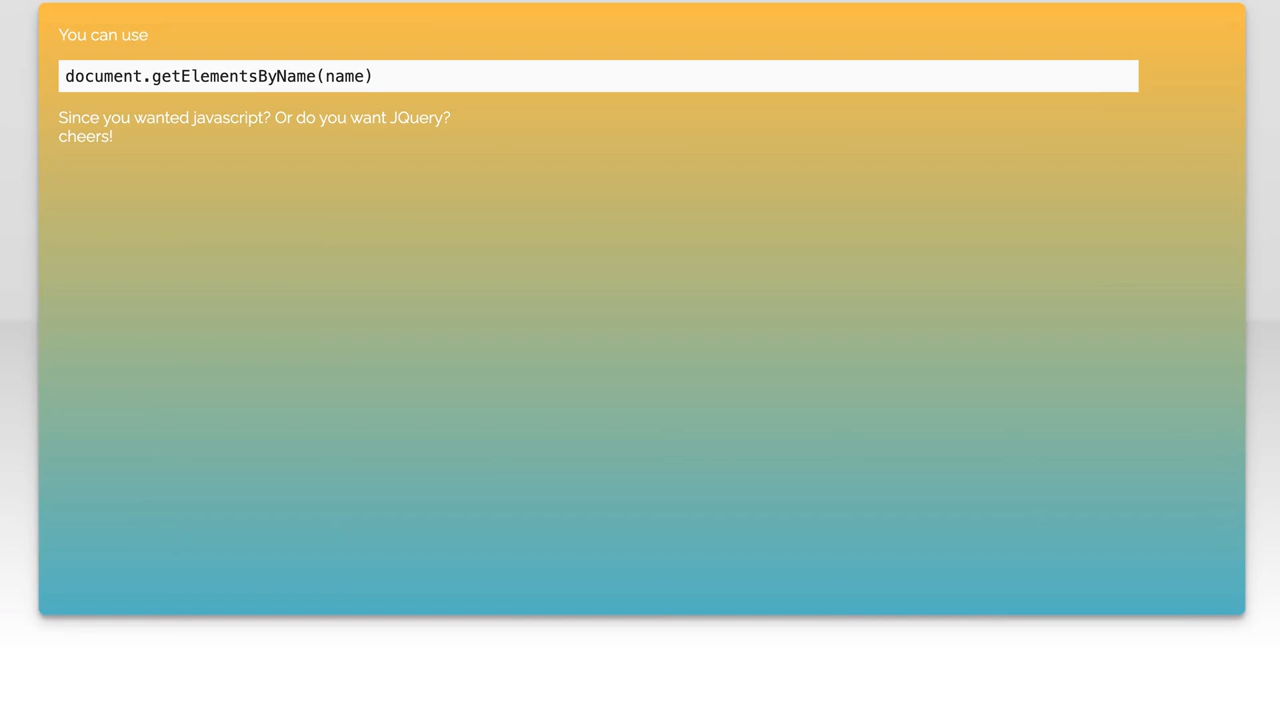 You can use
document.getElementsByName(name)
Since you wanted javascript? Or do you want JQuery?
cheers!